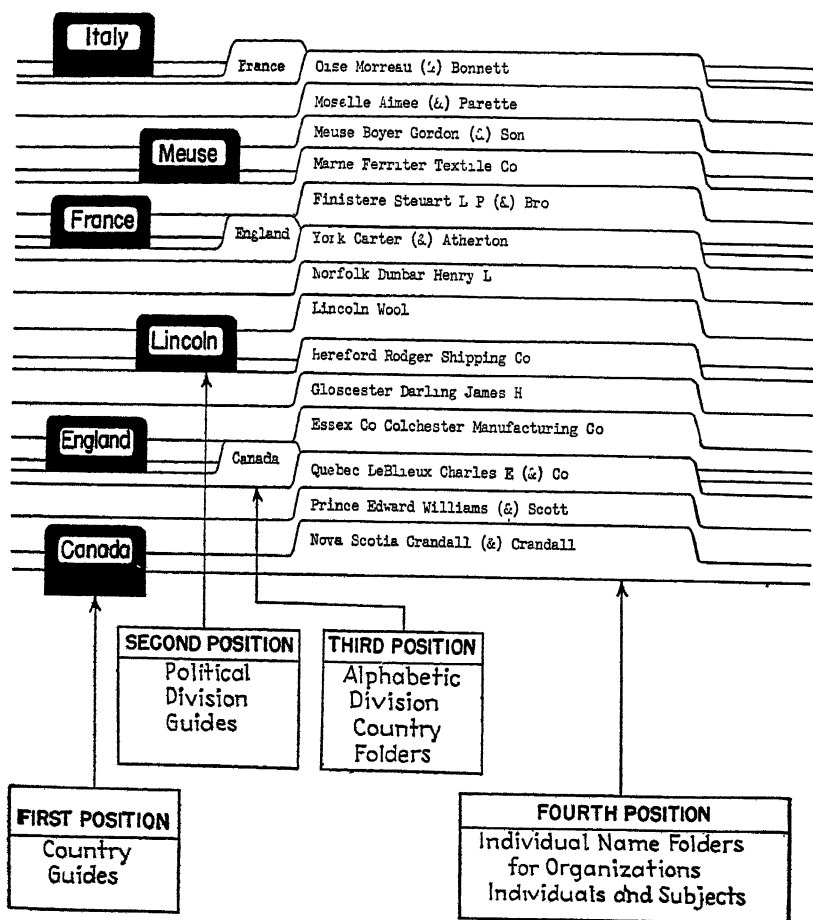 Italy
France
Oise Morreau (&) Bonnett
Moselle Aimee (&) Parette
Meuse Boyer Gordon (&) Son
Meuse
Marne Ferriter Textile Co
Finistere Steuart L P (&) Bro
France
England
York Carter (&) Atherton
Norfolk Dunbar Henry L
Lincoln Wool
Lincoln
Hereford Rodger Shipping Co
Gloscester Darling James H
Essex Co Colchester Manufacturing Co
England
Canada
Quebec LeBlieux Charles E (&) Co
Prince Edward Williams (&) Scott
Nova Scotia Crandall (&) Crandall
Canada
SECOND POSITION
Political
Division
Guides
THIRD POSITION
Alphabetic
Division
Country
Folders
FIRST POSITION
Country
Guides
FOURTH POSITION
Individual Name Folders
for Organizations
Individuals and Subjects